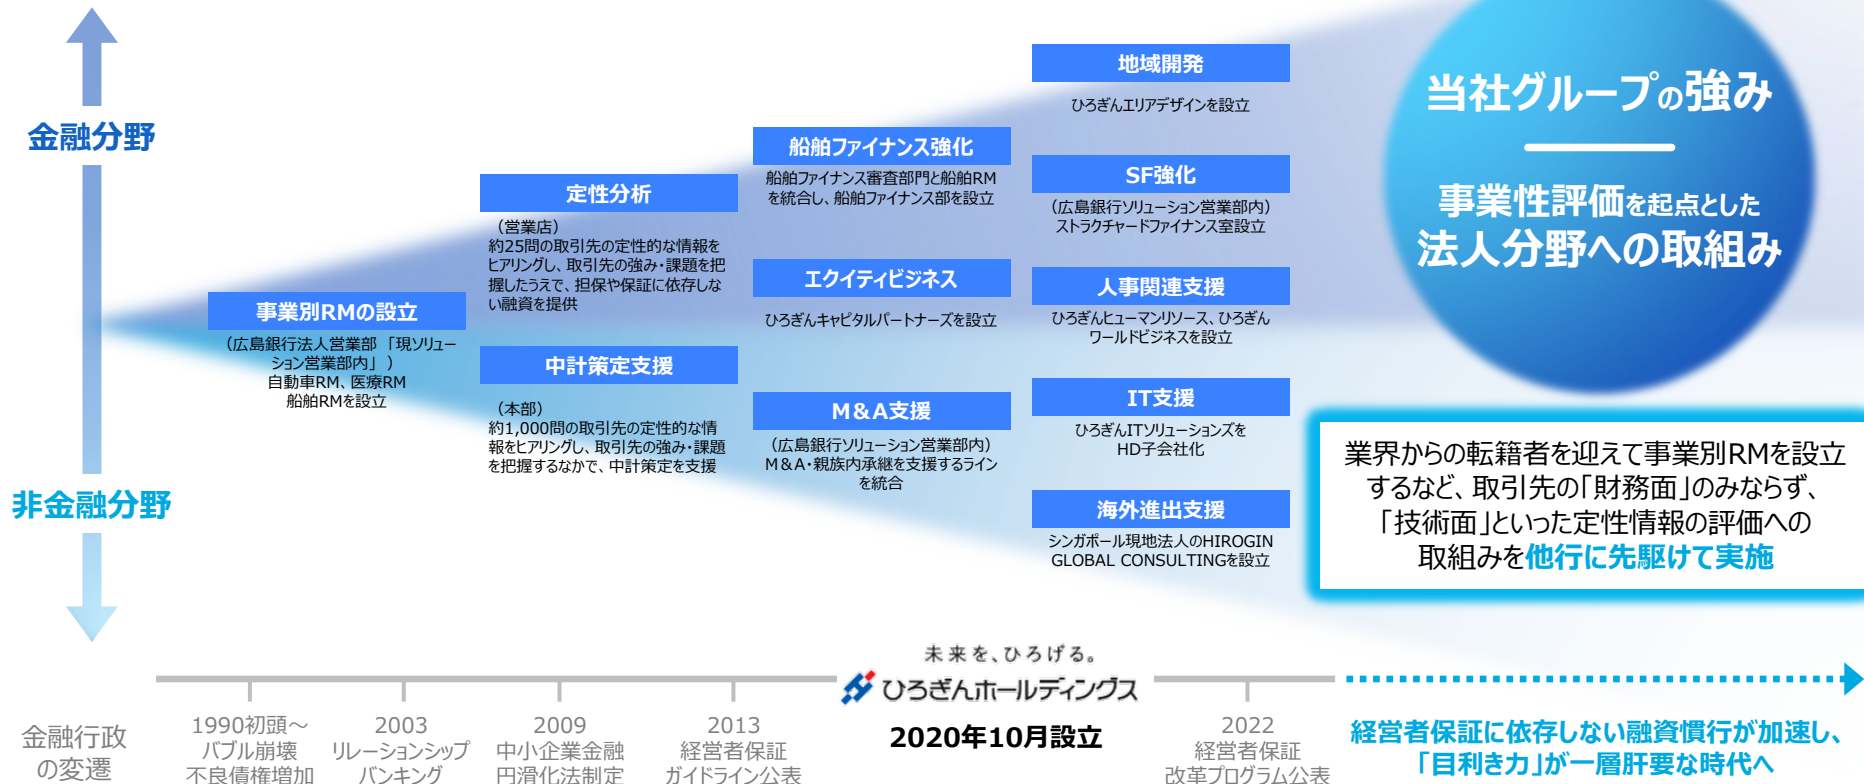 金融分野
非金融分野
事業別RMの設立
（広島銀行法人営業部 「現ソリュー
ション営業部内」 ）
自動車RM、医療RM
船舶RMを設立
定性分析
（営業店）
約25問の取引先の定性的な情報を
ヒアリングし、取引先の強み・課題を把
握したうえで、担保や保証に依存しな
い融資を提供
中計策定支援
（本部）
約1,000問の取引先の定性的な情
報をヒアリングし、取引先の強み・課題
を把握するなかで、中計策定を支援
船舶ファイナンス強化
船舶ファイナンス審査部門と船舶RM
を統合し、船舶ファイナンス部を設立
エクイティビジネス
ひろぎんキャピタルパートナーズを設立
M&A支援
（広島銀行ソリューション営業部内）
M&A・親族内承継を支援するライン
を統合
地域開発
ひろぎんエリアデザインを設立
SF強化
（広島銀行ソリューション営業部内）
ストラクチャードファイナンス室設立
人事関連支援
ひろぎんヒューマンリソース、ひろぎん
ワールドビジネスを設立
IT支援
ひろぎんITソリューションズを
HD子会社化
海外進出支援
シンガポール現地法人のHIROGIN
GLOBAL CONSULTINGを設立
当社グループの強み
事業性評価を起点とした
法人分野への取組み
業界からの転籍者を迎えて事業別RMを設立
するなど、取引先の「財務面」のみならず、
「技術面」といった定性情報の評価への
取組みを他行に先駆けて実施
金融行政
の変遷
1990初頭～
バブル崩壊
不良債権増加
2003
リレーションシップ
バンキング
2009
中小企業金融
円滑化法制定
2013
経営者保証
ガイドライン公表
未来を、ひろげる。
ひろぎんホールディングス
2020年10月設立
2022
経営者保証
改革プログラム公表
経営者保証に依存しない融資慣行が加速し、
「目利き力」が一層肝要な時代へ